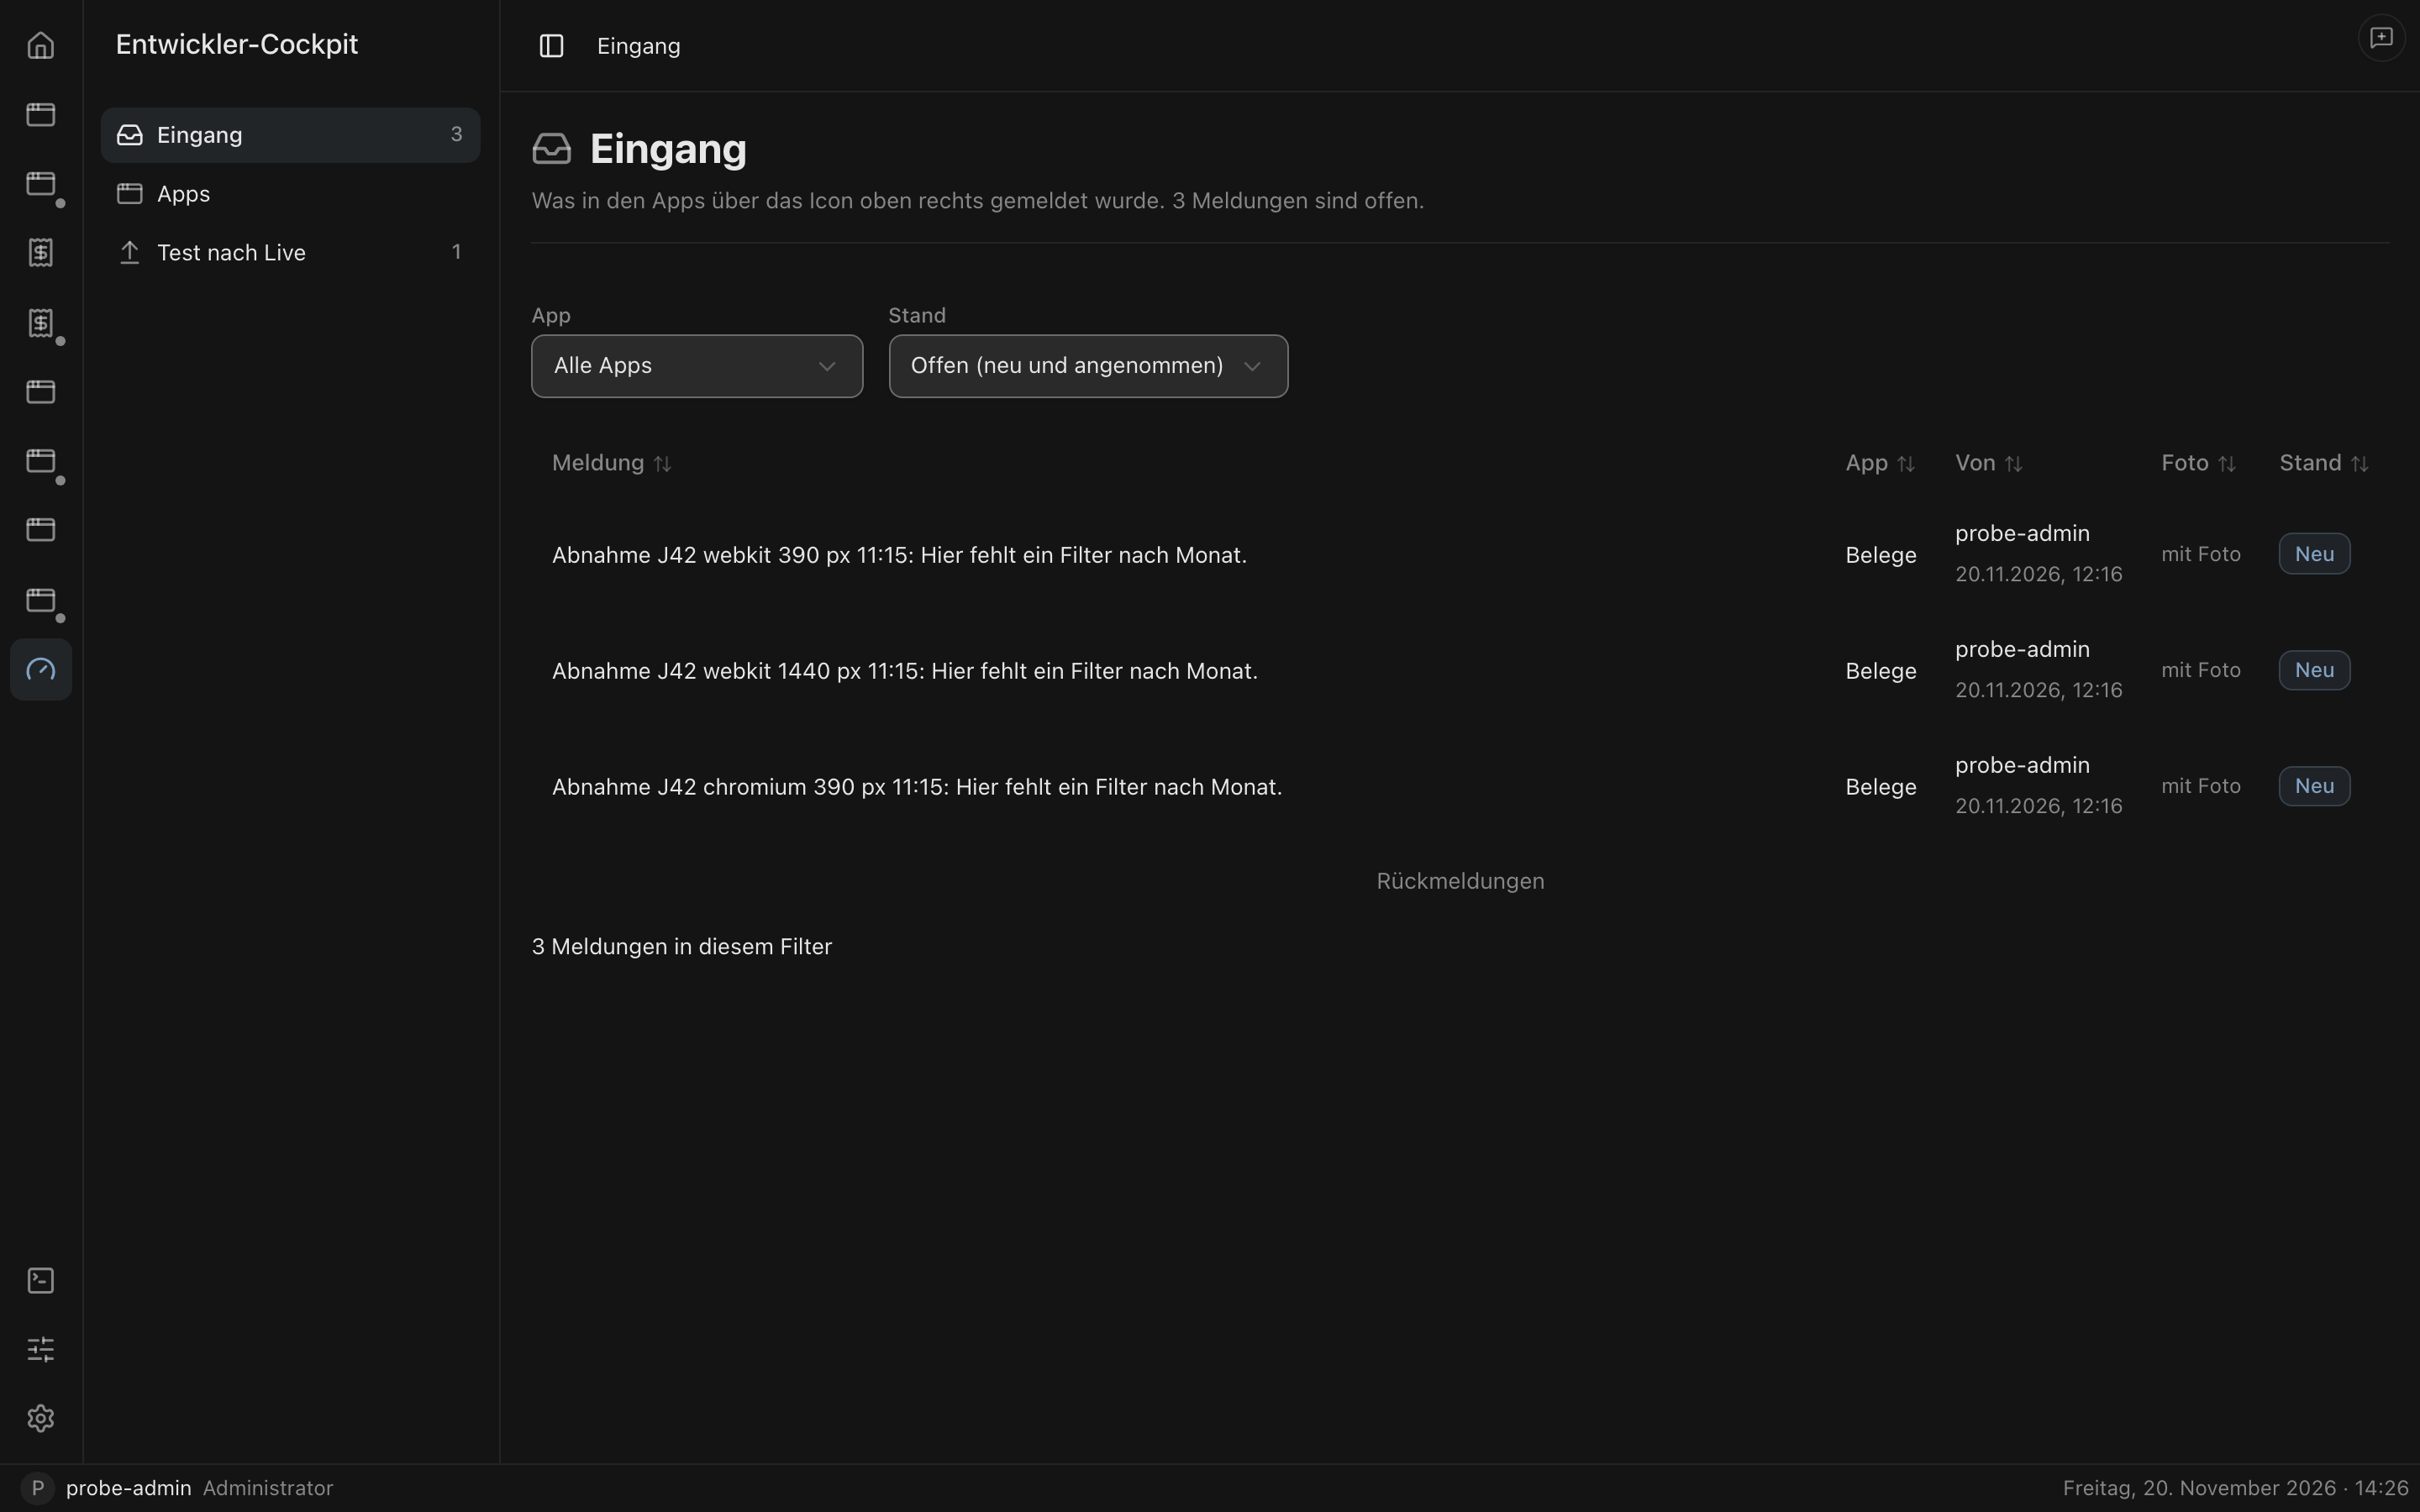 Entwickler-Cockpit
Eingang 3
Apps
Test nach Live 1
Eingang
Eingang
Was in den Apps über das Icon oben rechts gemeldet wurde. 3 Meldungen sind offen.
App Stand
Alle Apps Offen (neu und angenommen)
Meldung App Von Foto Stand
Abnahme J42 webkit 390 px 11:15: Hier fehlt ein Filter nach Monat. Belege probe-admin mit Foto Neu
20.11.2026, 12:16
Abnahme J42 webkit 1440 px 11:15: Hier fehlt ein Filter nach Monat. Belege probe-admin mit Foto Neu
20.11.2026, 12:16
Abnahme J42 chromium 390 px 11:15: Hier fehlt ein Filter nach Monat. Belege probe-admin mit Foto Neu
20.11.2026, 12:16
Rückmeldungen
3 Meldungen in diesem Filter
P probe-admin Administrator
Freitag, 20. November 2026 · 14:26